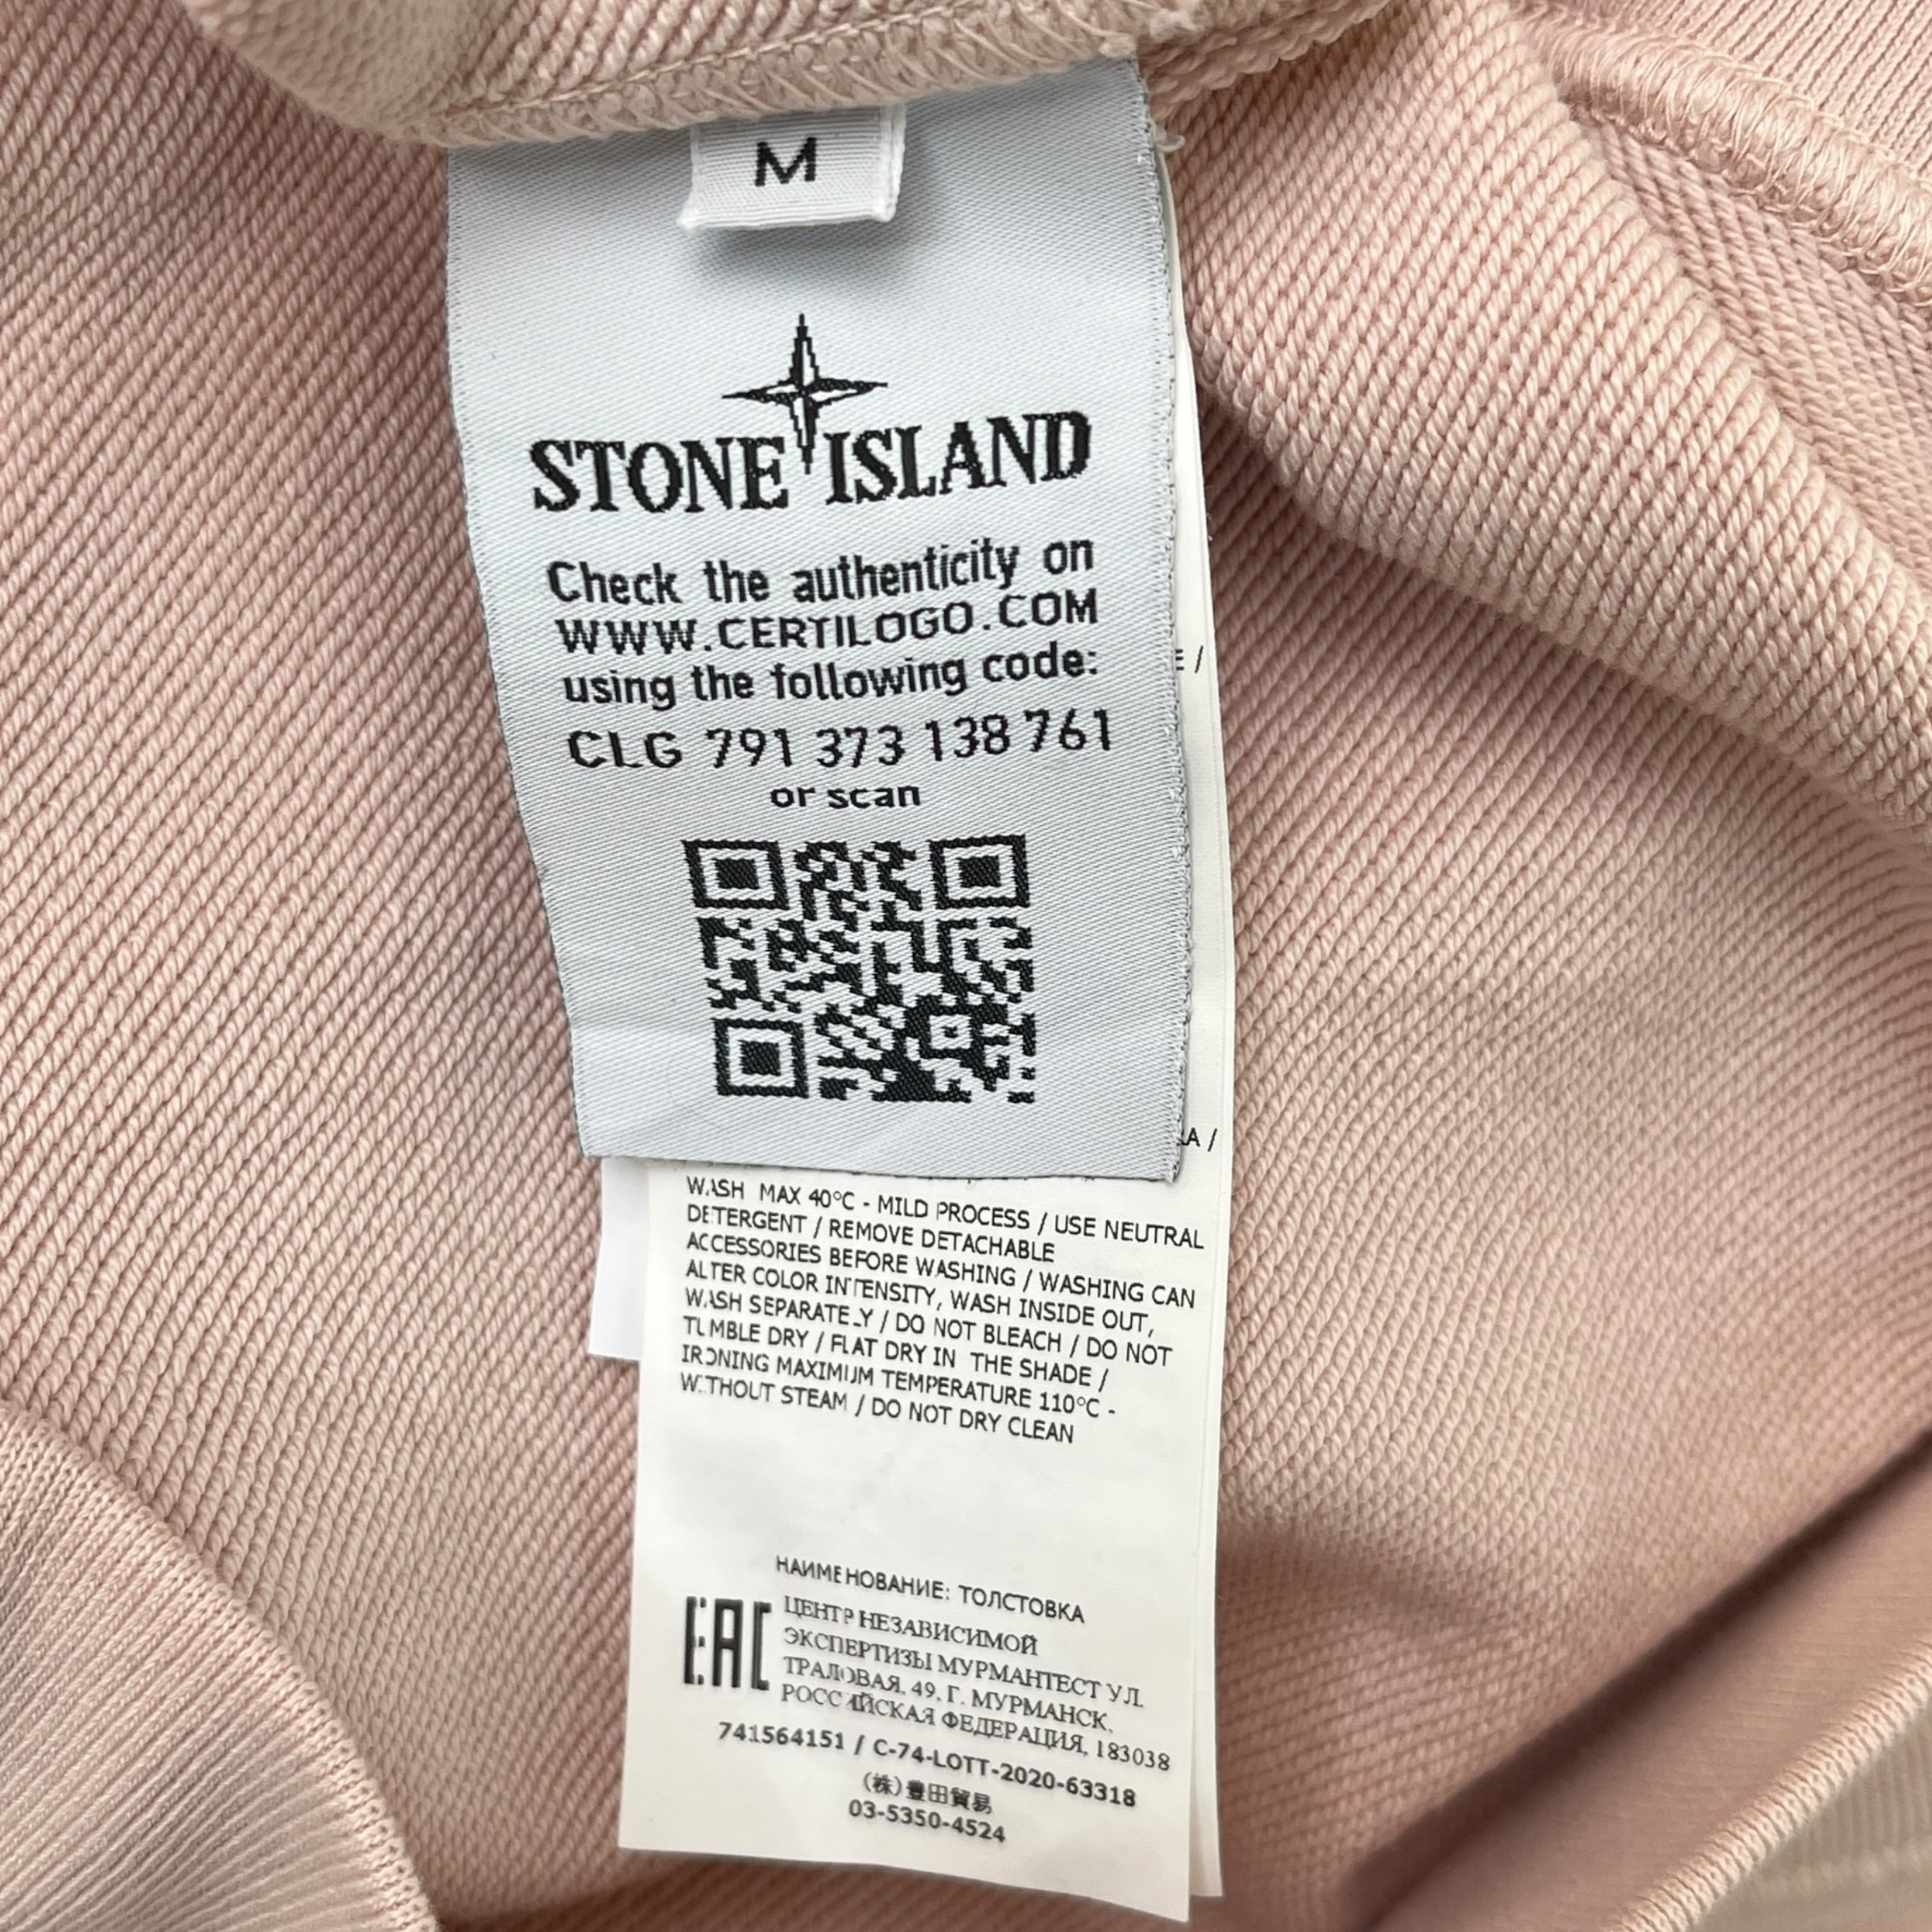 M
STONE ISLAND
Check the authenticity on
WWW.CERTILOGO.COM
using the following code:
CLG 791 373 138 761
or scan
E /
A /
WASH MAX 40°C - MILD PROCESS / USE NEUTRAL
DETERGENT / REMOVE DETACHABLE
ACCESSORIES BEFORE WASHING / WASHING CAN
ALTER COLOR INTENSITY, WASH INSIDE OUT,
WASH SEPARATELY / DO NOT BLEACH / DO NOT
TUMBLE DRY / FLAT DRY IN THE SHADE /
IRONING MAXIMUM TEMPERATURE 110°C -
WITHOUT STEAM / DO NOT DRY CLEAN
НАИМЕНОВАНИЕ: ТОЛСТОВКА
EAC
ЦЕНТР НЕЗАВИСИМОЙ
ЭКСПЕРТИЗЫ МУРМАНТЕСТ УЛ.
ТРАЛОВАЯ, 49, Г. МУРМАНСК,
РОССИЙСКАЯ ФЕДЕРАЦИЯ, 183038
741564151 / C-74-LOTT-2020-63318
(株)豊田貿易
03-5350-4524